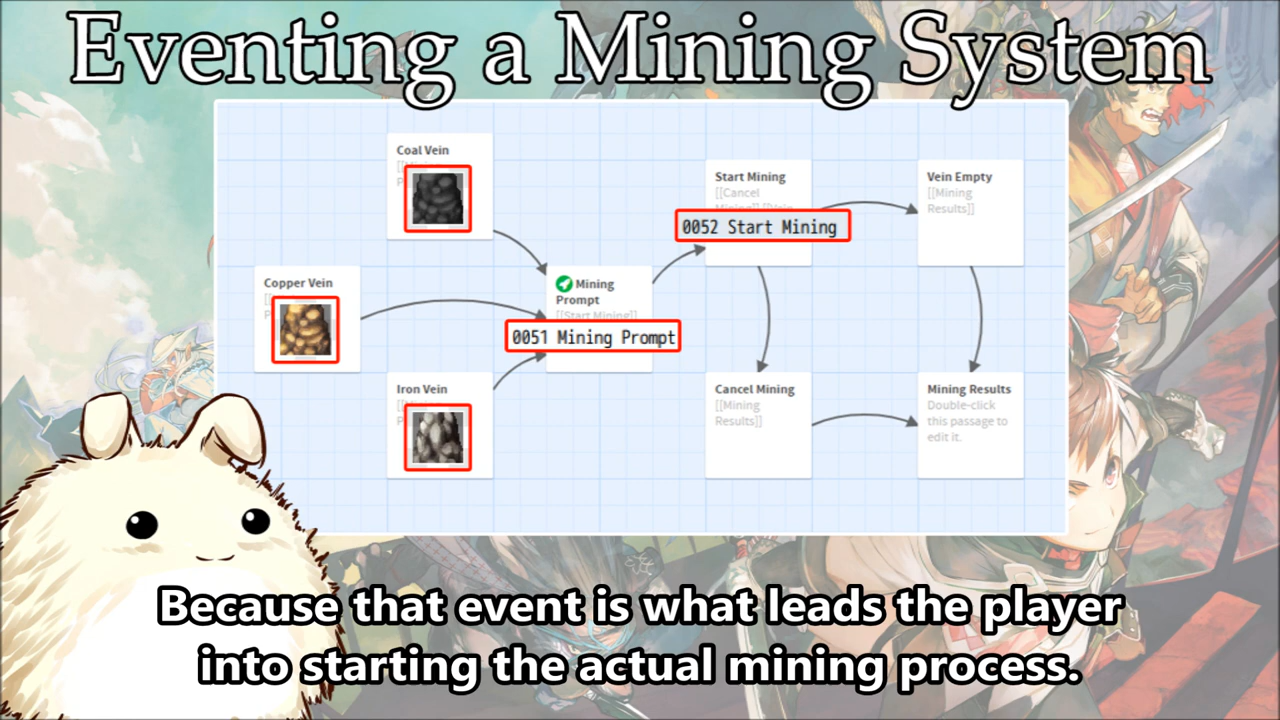 Eventing a Mining System
Coal Vein
Copper Vein
Iron Vein
Mining
Prompt
[[Start Mining]]
0051 Mining Prompt
Start Mining
[[Cancel
0052 Start Mining
Vein Empty
[[Mining
Results]]
Cancel Mining
[[Mining
Results]]
Mining Results
Double-click
this passage to
edit it.
Because that event is what leads the player
into starting the actual mining process.